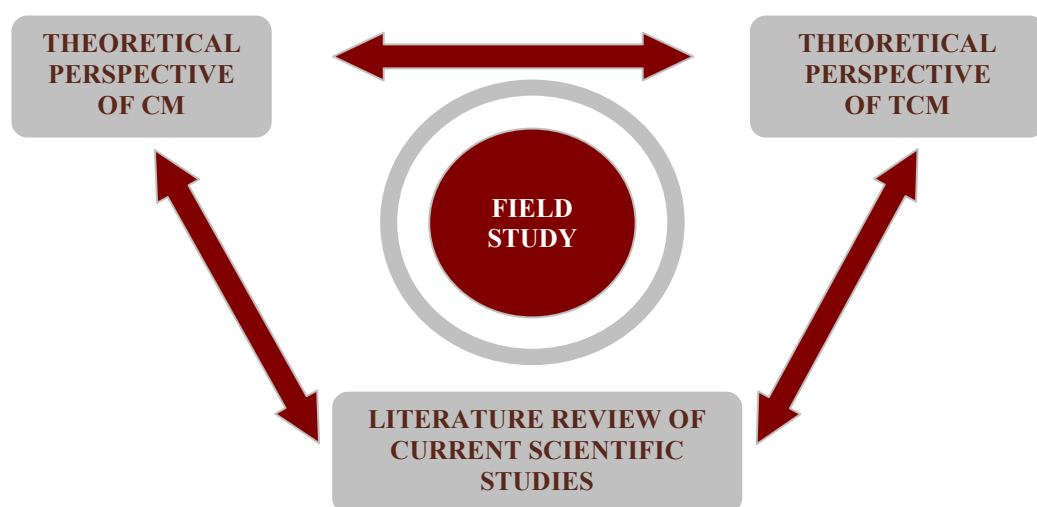 THEORETICAL
PERSPECTIVE
OF CM
THEORETICAL
PERSPECTIVE
OF TCM
FIELD
STUDY
LITERATURE REVIEW OF
CURRENT SCIENTIFIC
STUDIES